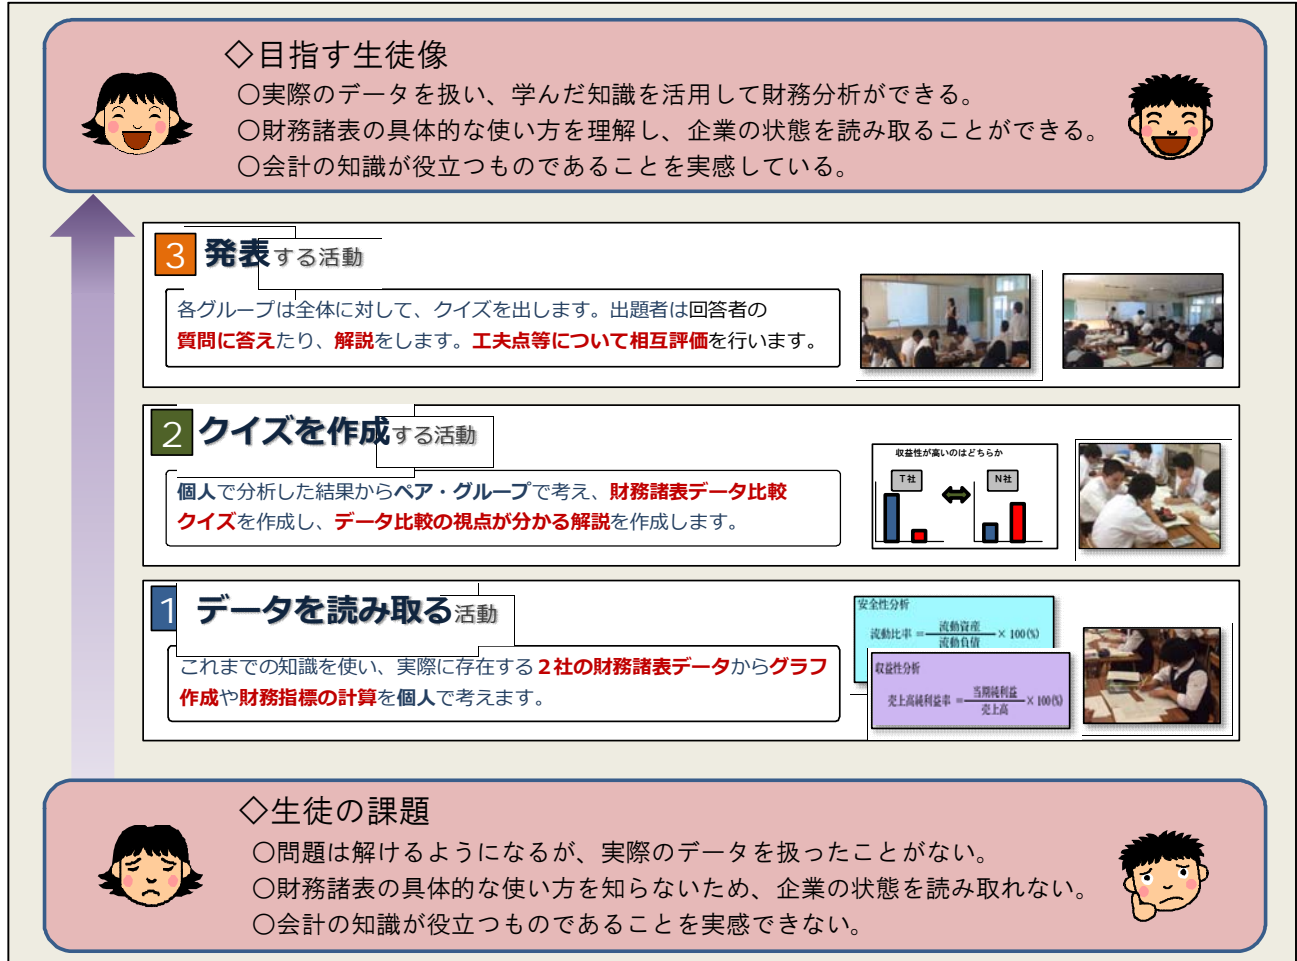 ◇目指す生徒像
○実際のデータを扱い、学んだ知識を活用して財務分析ができる。
○財務諸表の具体的な使い方を理解し、企業の状態を読み取ることができる。
○会計の知識が役立つものであることを実感している。
3 発表する活動
各グループは全体に対して、クイズを出します。出題者は回答者の
質問に答えたり、解説をします。工夫点等について相互評価を行います。
2 クイズを作成する活動
個人で分析した結果からペア・グループで考え、財務諸表データ比較
クイズを作成し、データ比較の視点が分かる解説を作成します。
収益性が高いのはどちらか
T社
N社
1 データを読み取る活動
これまでの知識を使い、実際に存在する2社の財務諸表データからグラフ
作成や財務指標の計算を個人で考えます。
安全性分析
流動比率 = 流動資産 / 流動負債 × 100(%)
収益性分析
売上高純利益率 = 当期純利益 / 売上高 × 100(%)
◇生徒の課題
○問題は解けるようになるが、実際のデータを扱ったことがない。
○財務諸表の具体的な使い方を知らないため、企業の状態を読み取れない。
○会計の知識が役立つものであることを実感できない。